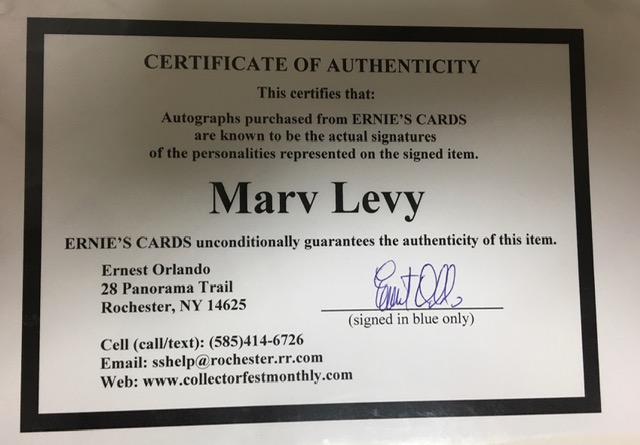 CERTIFICATE OF AUTHENTICITY
This certifies that:
Autographs purchased from ERNIE'S CARDS
are known to be the actual signatures
of the personalities represented on the signed item.
Marv Levy
ERNIE'S CARDS unconditionally guarantees the authenticity of this item.
Ernest Orlando
28 Panorama Trail
Rochester, NY 14625
(signed in blue only)
Cell (call/text): (585)414-6726
Email: sshelp@rochester.rr.com
Web: www.collectorfestmonthly.com